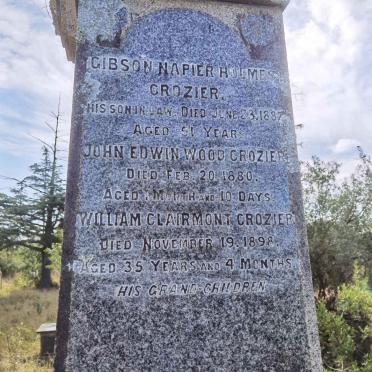 GIBSON NAPIER HOLMES
CROZIER.
HIS SON IN LAW. DIED JUNE 23, 1887
AGED 51 YEARS
JOHN EDWIN WOOD CROZIER
DIED FEB. 20. 1880.
AGED 1 MONTH AND 10 DAYS
WILLIAM CLAIRMONT CROZIER
DIED NOVEMBER 19, 1898.
AGED 35 YEARS AND 4 MONTHS.
HIS GRAND-CHILDREN